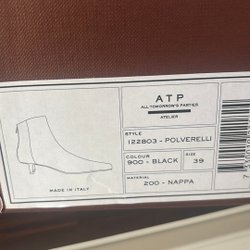 ATP
ALL TOMORROW'S PARTIES
ATELIER
STYLE
122803 - POLVERELLI
COLOUR
900 - BLACK
SIZE
39
MATERIAL
200 - NAPPA
MADE IN ITALY